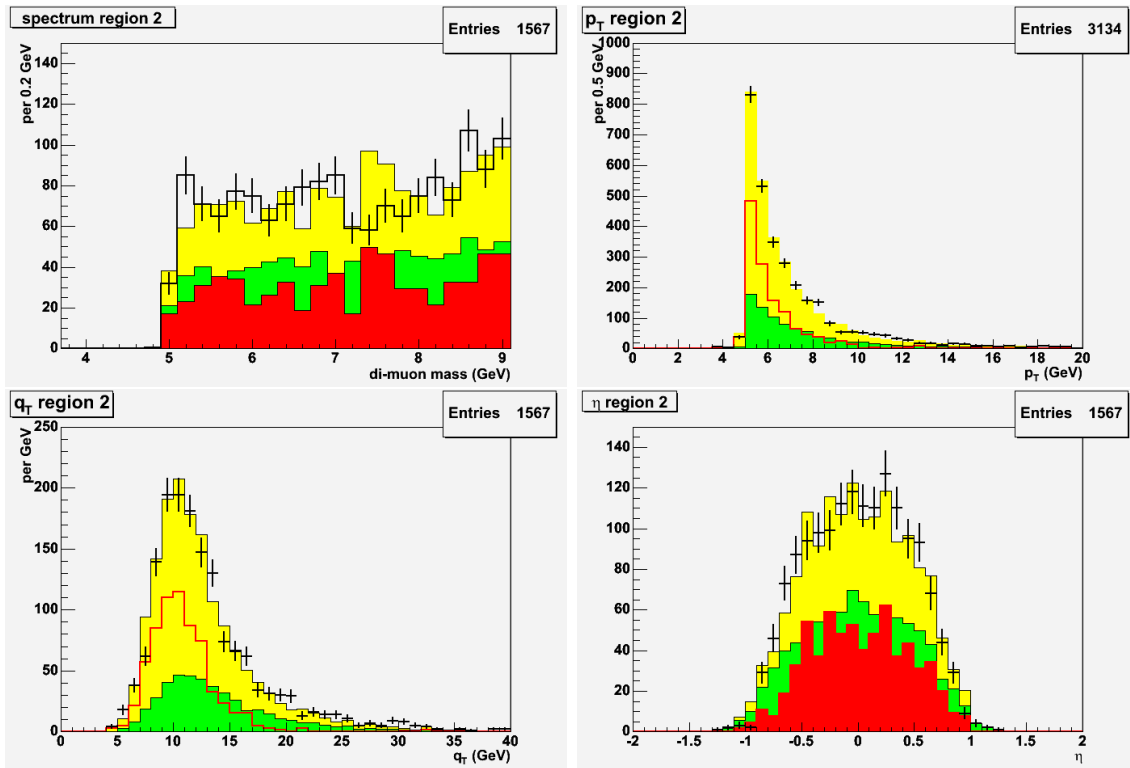 spectrum region 2
Entries 1567
per 0.2 GeV
140
120
100
80
60
40
20
0
4 5 6 7 8 9
di-muon mass (GeV)
pT region 2
Entries 3134
per 0.5 GeV
1000
900
800
700
600
500
400
300
200
100
0
0 2 4 6 8 10 12 14 16 18 20
pT (GeV)
qT region 2
Entries 1567
per GeV
250
200
150
100
50
0
0 5 10 15 20 25 30 35 40
qT (GeV)
η region 2
Entries 1567
140
120
100
80
60
40
20
0
-2 -1.5 -1 -0.5 0 0.5 1 1.5 2
η